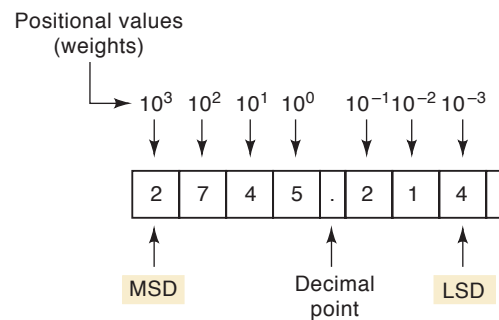 Positional values
(weights)
10³ 10² 10¹ 10⁰ 10⁻¹ 10⁻² 10⁻³
2 7 4 5 . 2 1 4
MSD Decimal point LSD